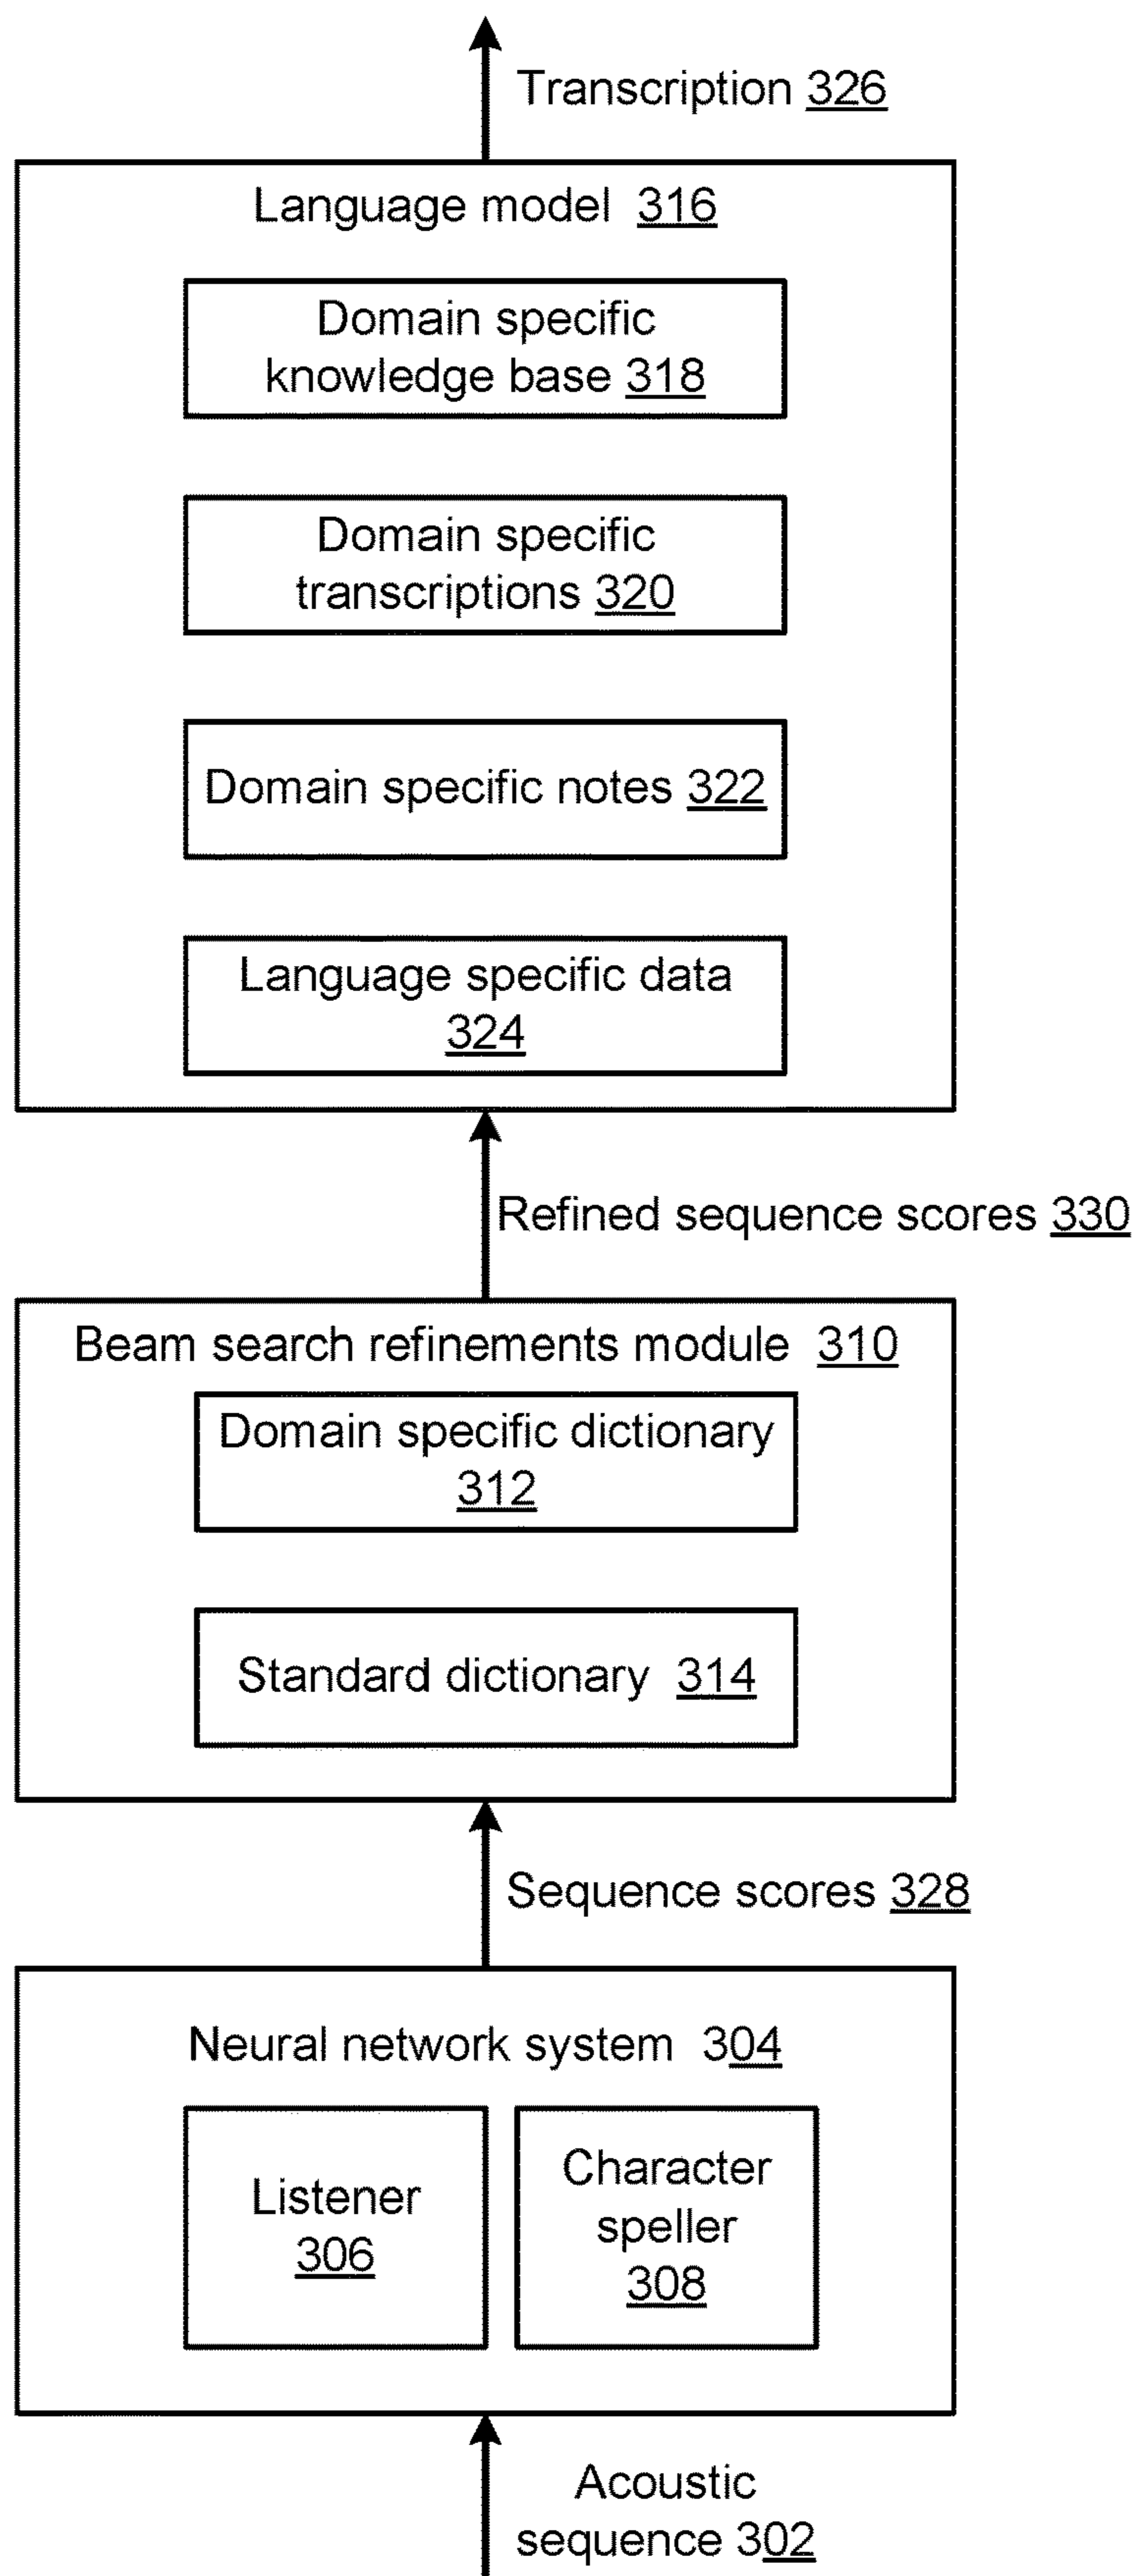 Transcription 326
Language model 316
Domain specific
knowledge base 318
Domain specific
transcriptions 320
Domain specific notes 322
Language specific data
324
Refined sequence scores 330
Beam search refinements module 310
Domain specific dictionary
312
Standard dictionary 314
Sequence scores 328
Neural network system 304
Listener
306
Character
speller
308
Acoustic
sequence 302